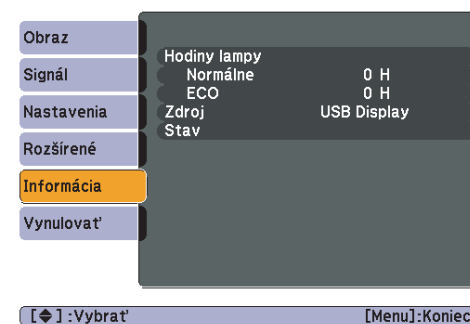 Obraz
Signál
Nastavenia
Rozšírené
Informácia
Vynulovať
Hodiny lampy
Normálne 0 H
ECO 0 H
Zdroj USB Display
Stav
[◆] :Vybrať [Menu]:Koniec